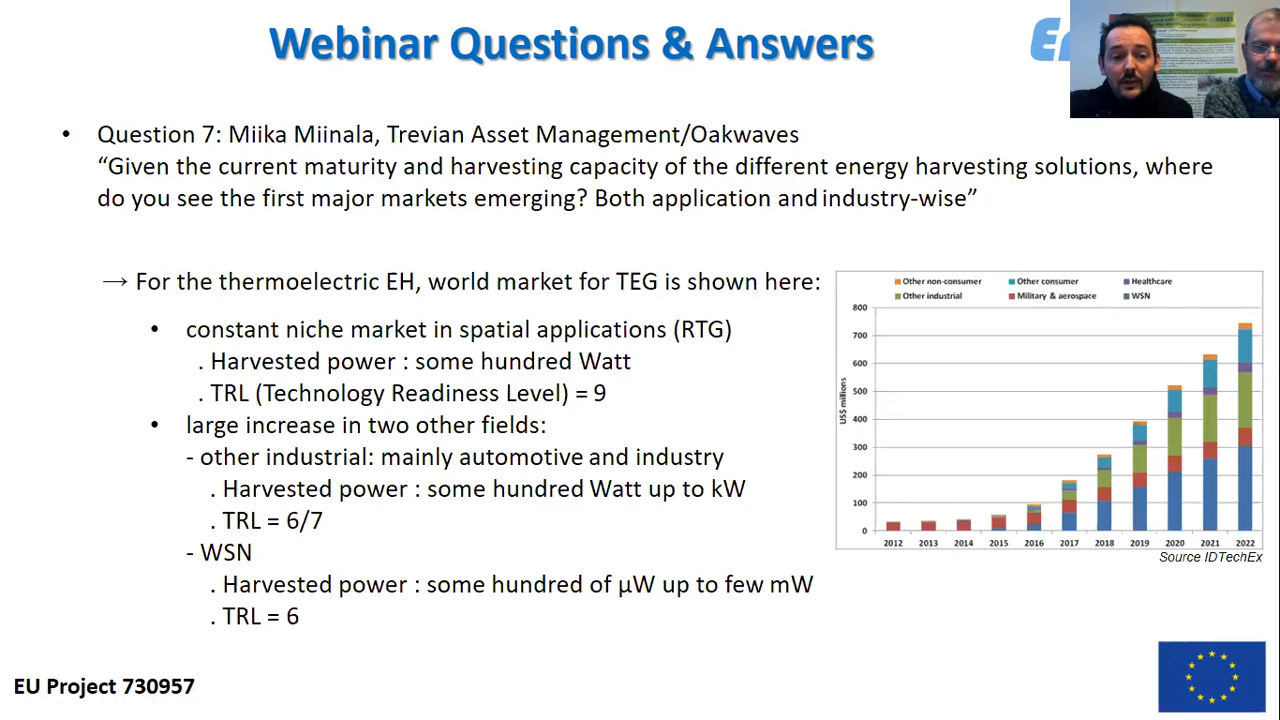 Webinar Questions & Answers
En
• Question 7: Miika Miinala, Trevian Asset Management/Oakwaves
“Given the current maturity and harvesting capacity of the different energy harvesting solutions, where
do you see the first major markets emerging? Both application and industry-wise”
→ For the thermoelectric EH, world market for TEG is shown here:
• constant niche market in spatial applications (RTG)
. Harvested power : some hundred Watt
. TRL (Technology Readiness Level) = 9
• large increase in two other fields:
- other industrial: mainly automotive and industry
. Harvested power : some hundred Watt up to kW
. TRL = 6/7
- WSN
. Harvested power : some hundred of µW up to few mW
. TRL = 6
Other non-consumer Other consumer Healthcare
Other industrial Military & aerospace WSN
US$ millions
800
700
600
500
400
300
200
100
0
2012 2013 2014 2015 2016 2017 2018 2019 2020 2021 2022
Source IDTechEx
EU Project 730957